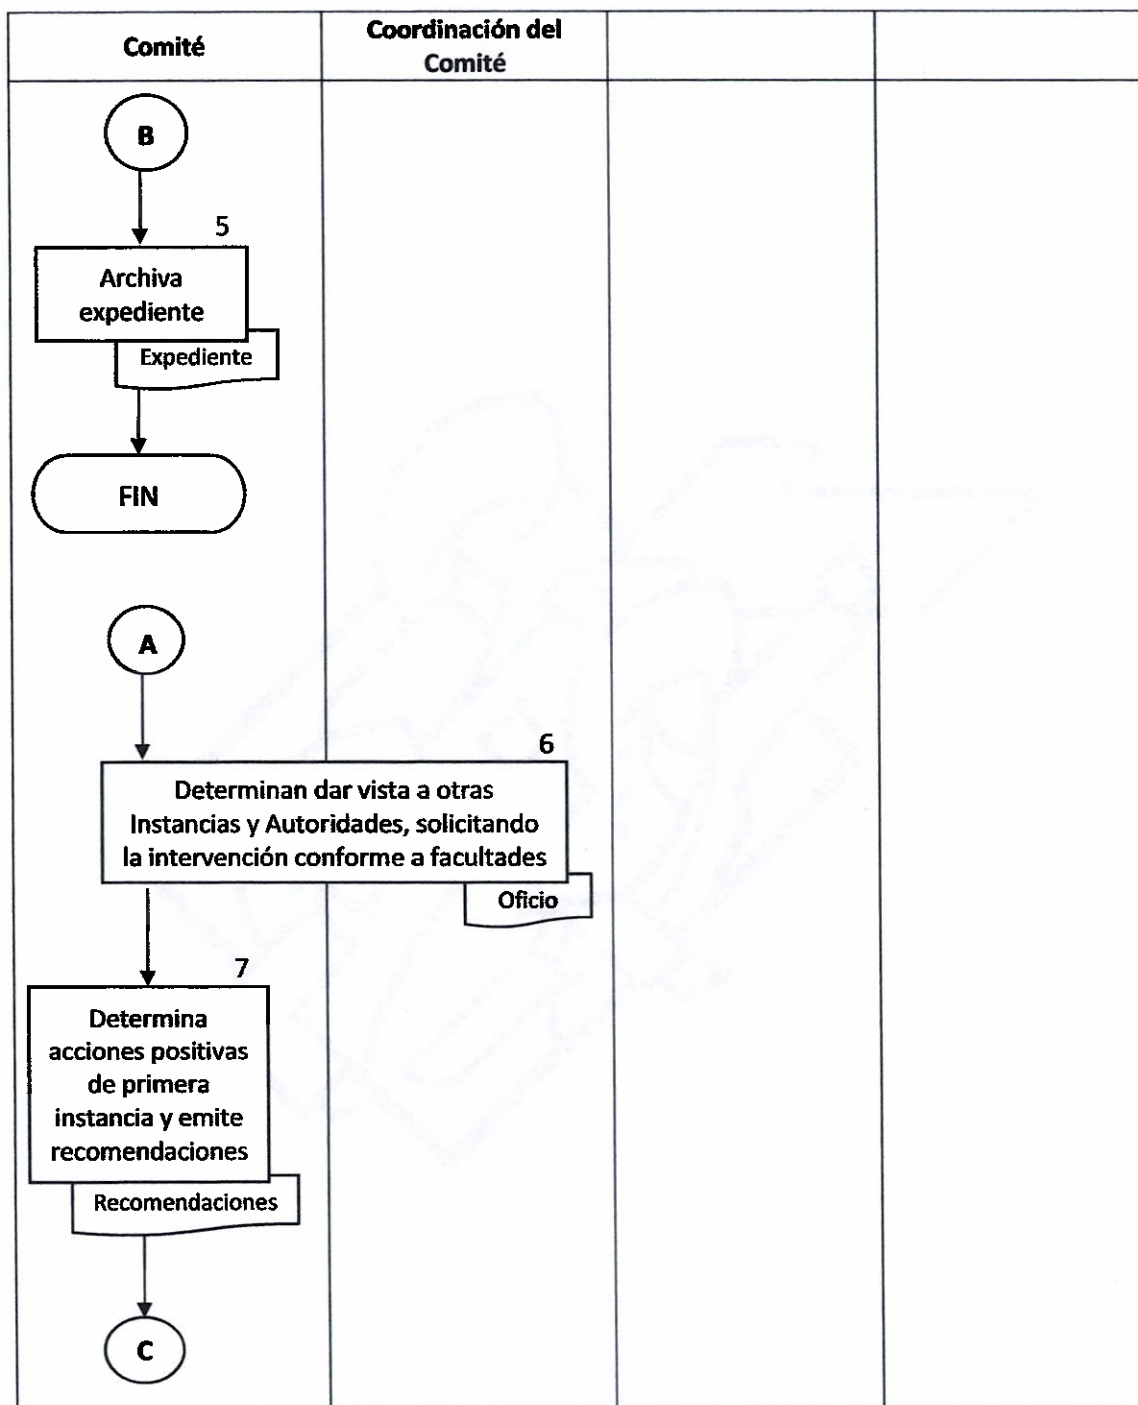 Comité
Coordinación del
Comité
B
5
Archiva
expediente
Expediente
FIN
A
6
Determinan dar vista a otras
Instancias y Autoridades, solicitando
la intervención conforme a facultades
Oficio
7
Determina
acciones positivas
de primera
instancia y emite
recomendaciones
Recomendaciones
C